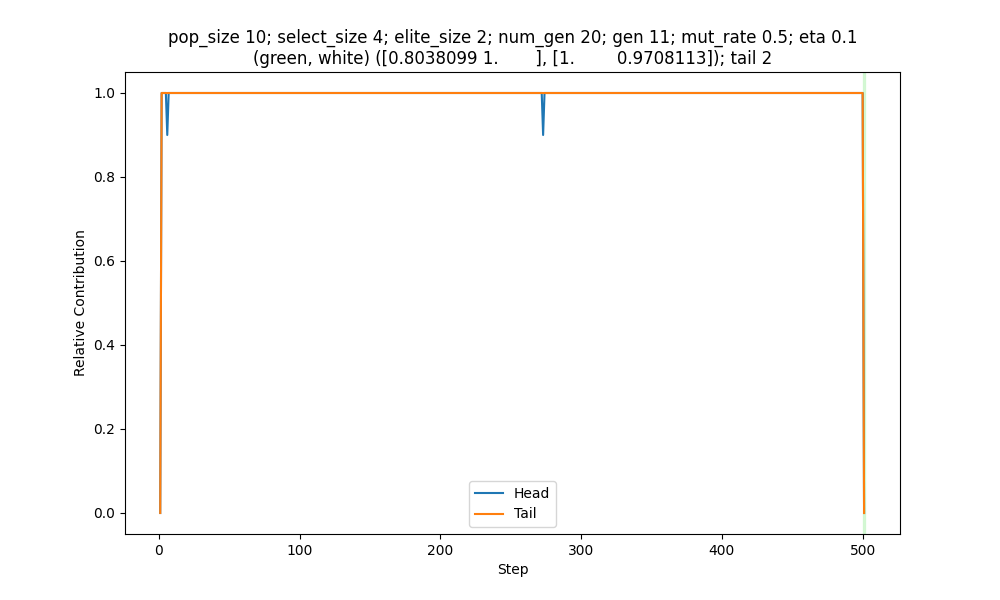 pop_size 10; select_size 4; elite_size 2; num_gen 20; gen 11; mut_rate 0.5; eta 0.1
(green, white) ([0.8038099 1.        ], [1.        0.9708113]); tail 2
1.0
0.8
0.6
0.4
0.2
0.0
Relative Contribution
Head
Tail
0 100 200 300 400 500
Step